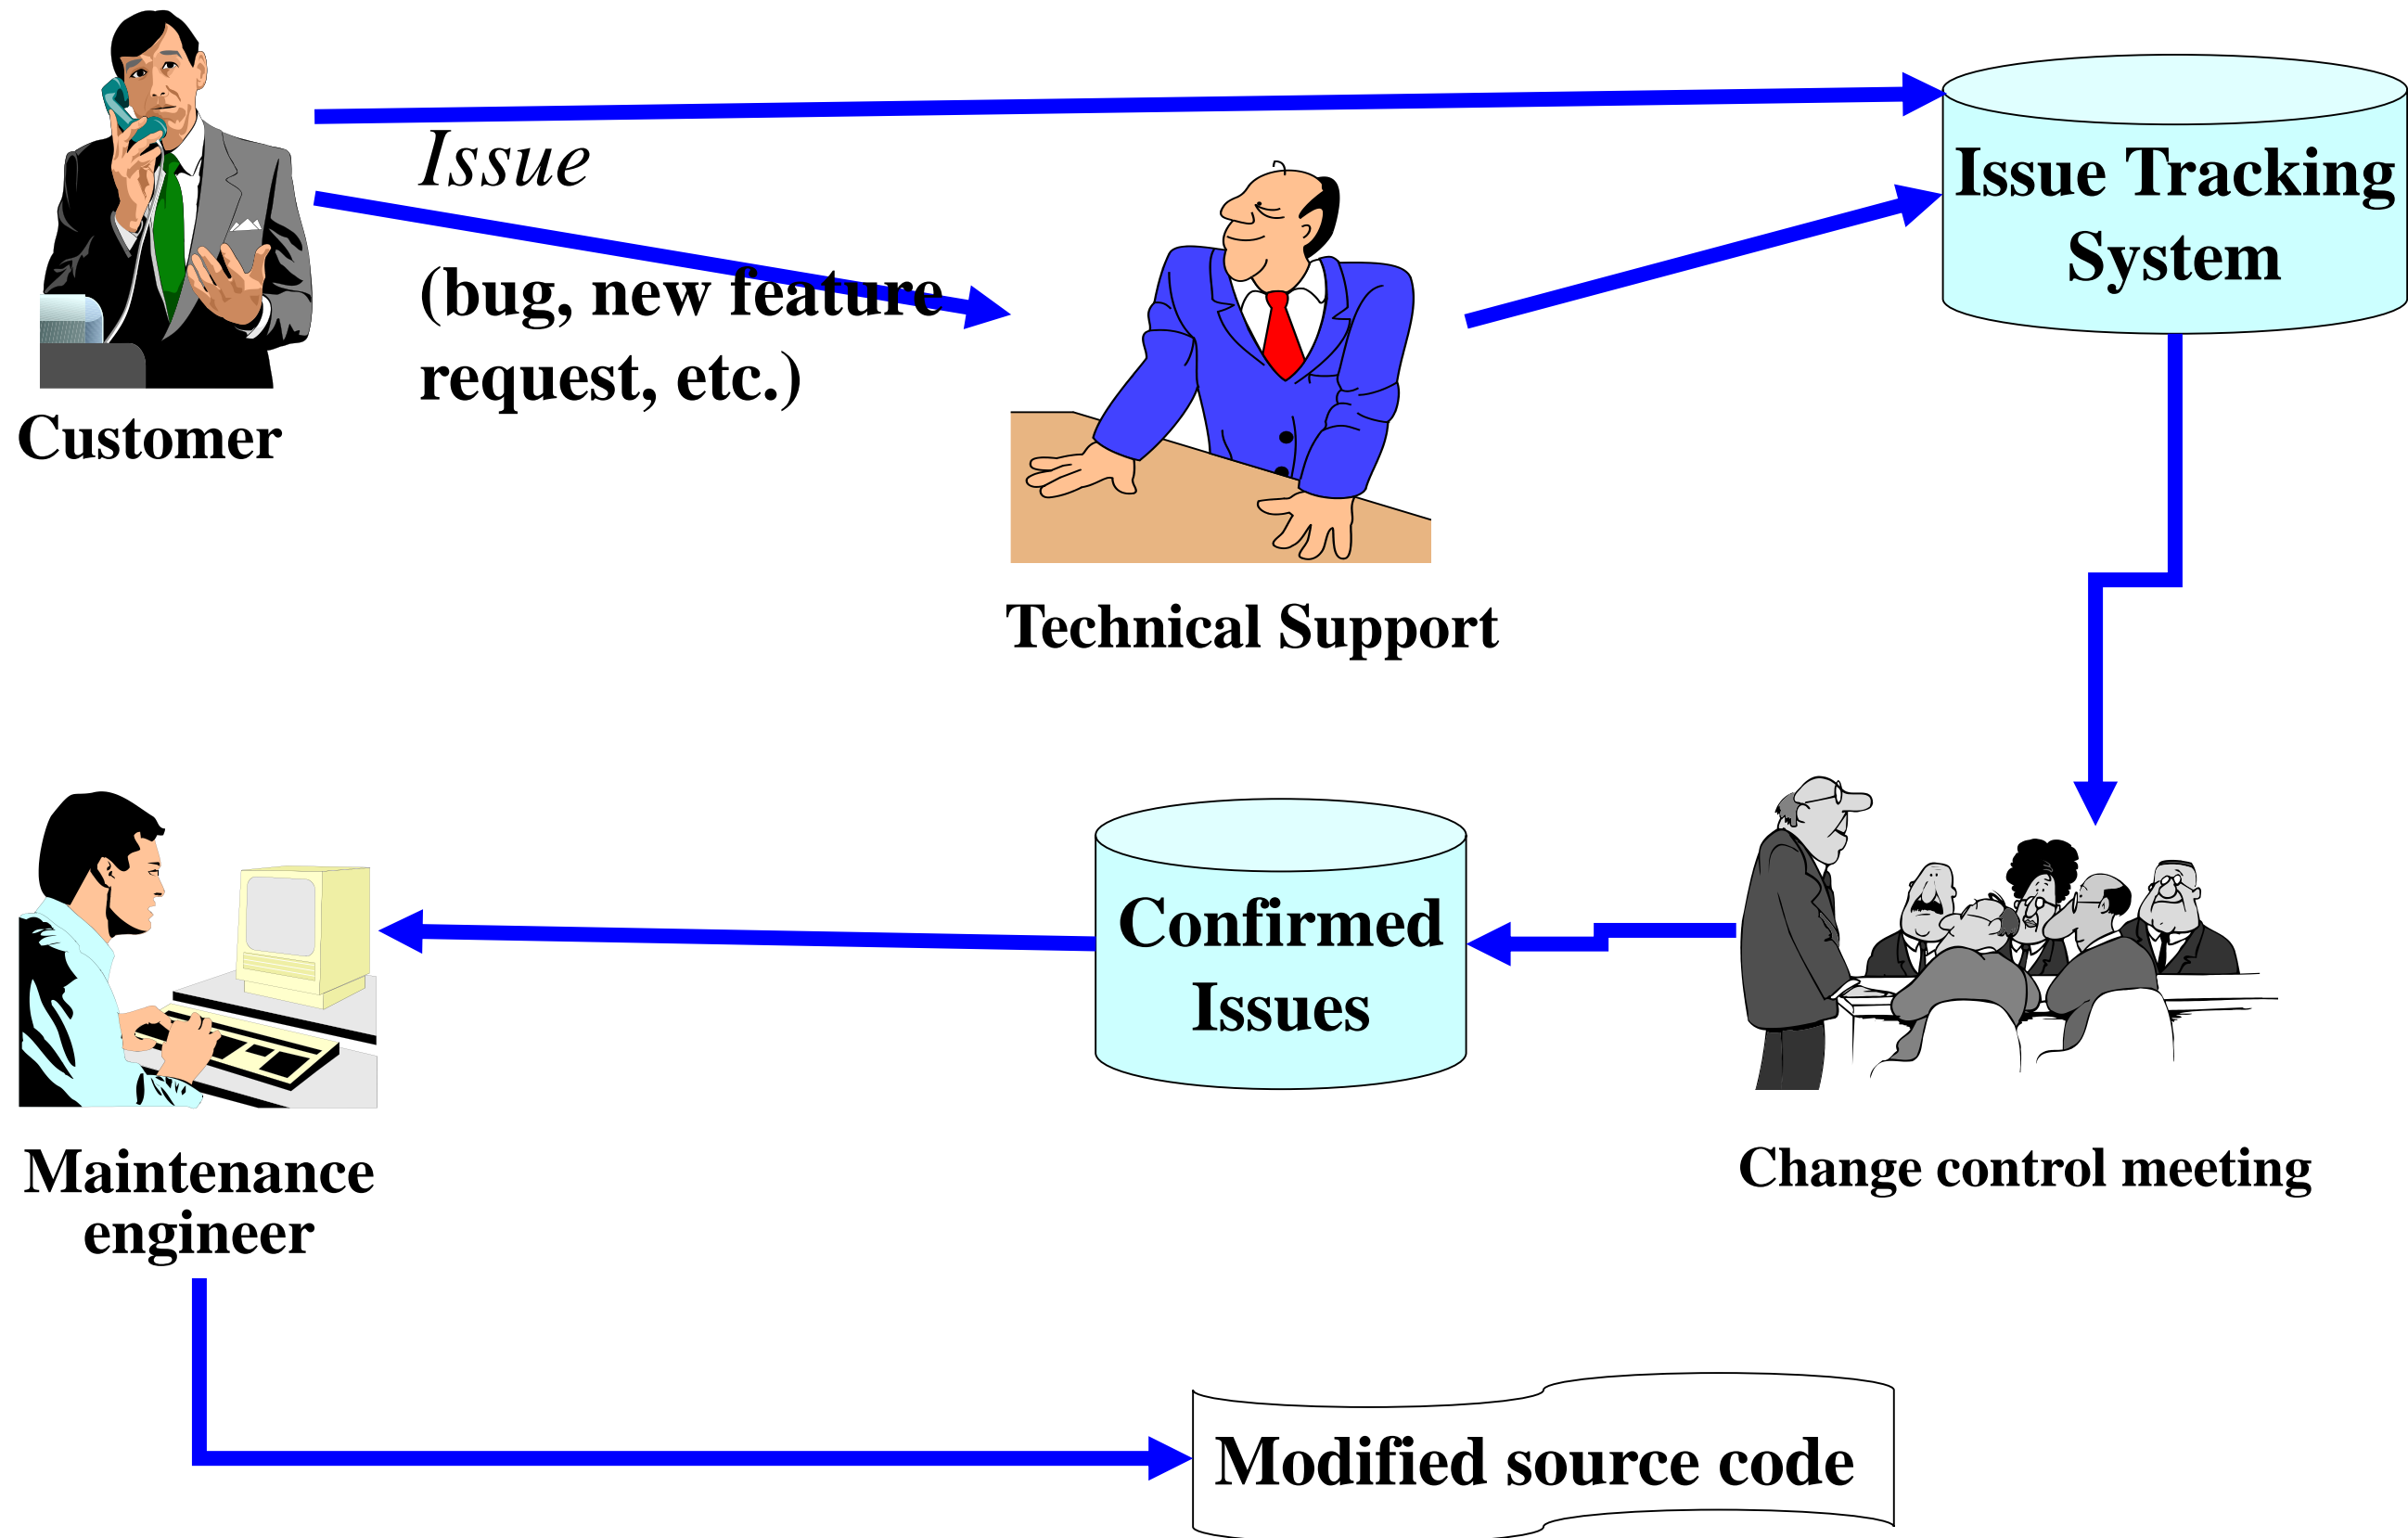 Issue
(bug, new feature
request, etc.)
Issue Tracking
System
Customer
Technical Support
Confirmed
Issues
Maintenance
engineer
Change control meeting
Modified source code